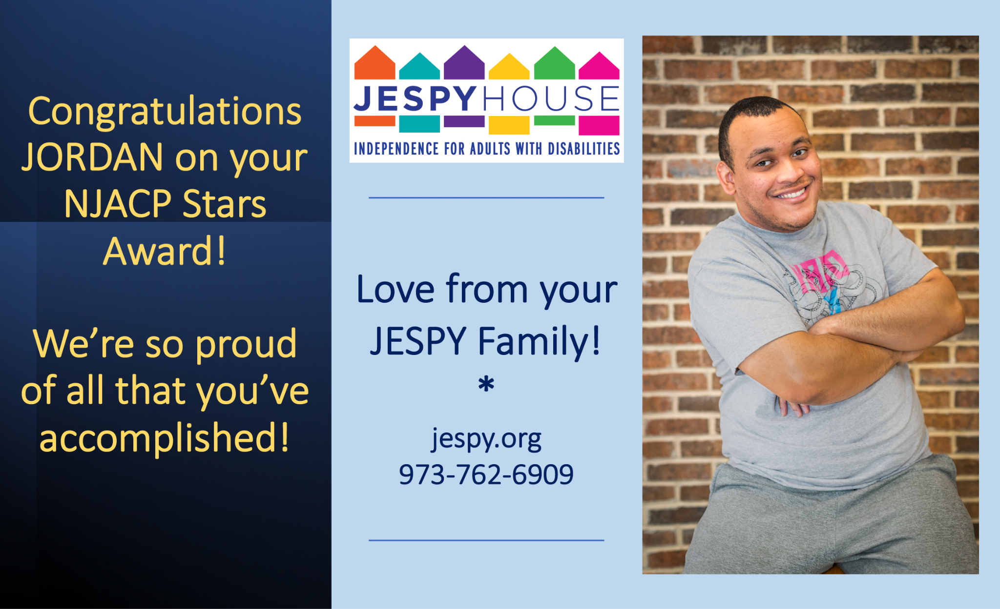 Congratulations
JORDAN on your
NJACP Stars
Award!
We're so proud
of all that you've
accomplished!
JESPYHOUSE
INDEPENDENCE FOR ADULTS WITH DISABILITIES
Love from your
JESPY Family!
*
jespy.org
973-762-6909